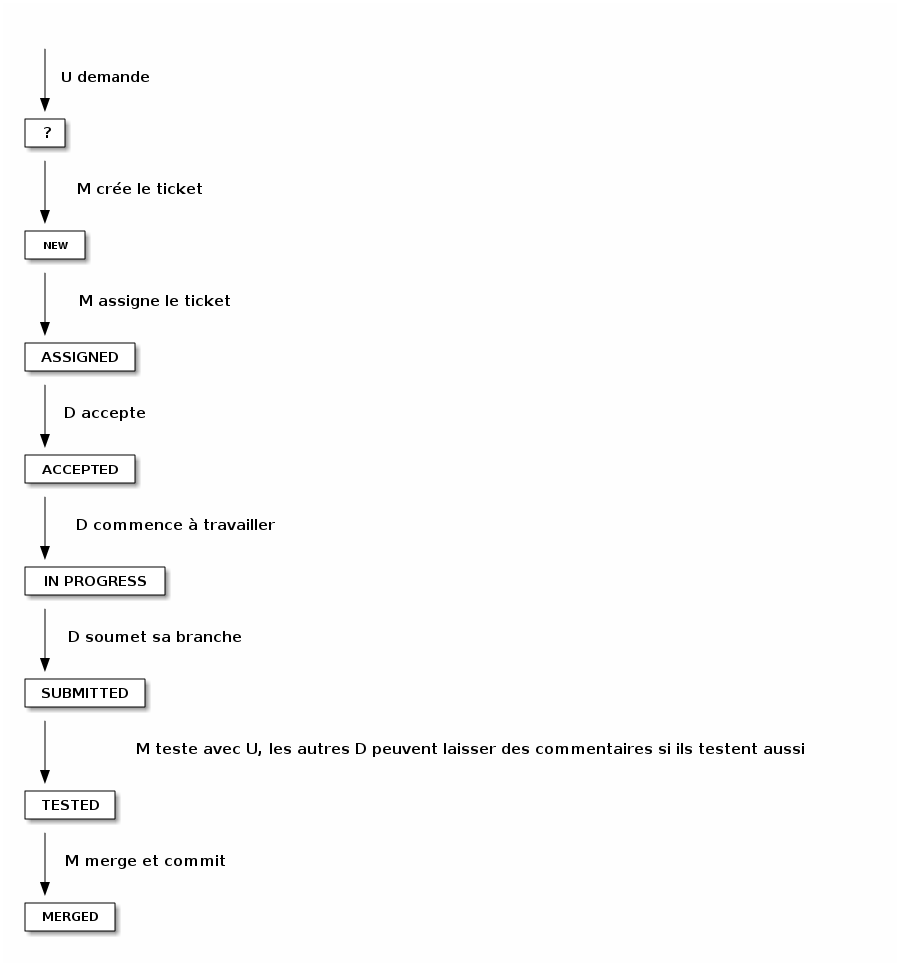 U demande
?
M crée le ticket
NEW
M assigne le ticket
ASSIGNED
D accepte
ACCEPTED
D commence à travailler
IN PROGRESS
D soumet sa branche
SUBMITTED
M teste avec U, les autres D peuvent laisser des commentaires si ils testent aussi
TESTED
M merge et commit
MERGED